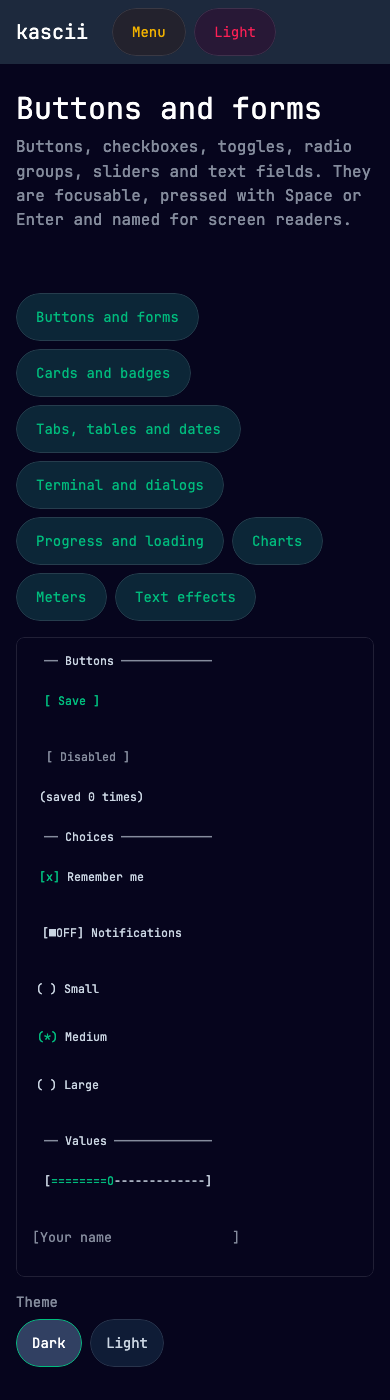 kascii Menu Light
Buttons and forms
Buttons, checkboxes, toggles, radio
groups, sliders and text fields. They
are focusable, pressed with Space or
Enter and named for screen readers.
Buttons and forms
Cards and badges
Tabs, tables and dates
Terminal and dialogs
Progress and loading Charts
Meters Text effects
── Buttons ─────────────
[ Save ]
[ Disabled ]
(saved 0 times)
── Choices ─────────────
[x] Remember me
[■OFF] Notifications
( ) Small
(*) Medium
( ) Large
── Values ──────────────
[========O-------------]
[Your name               ]
Theme
Dark Light